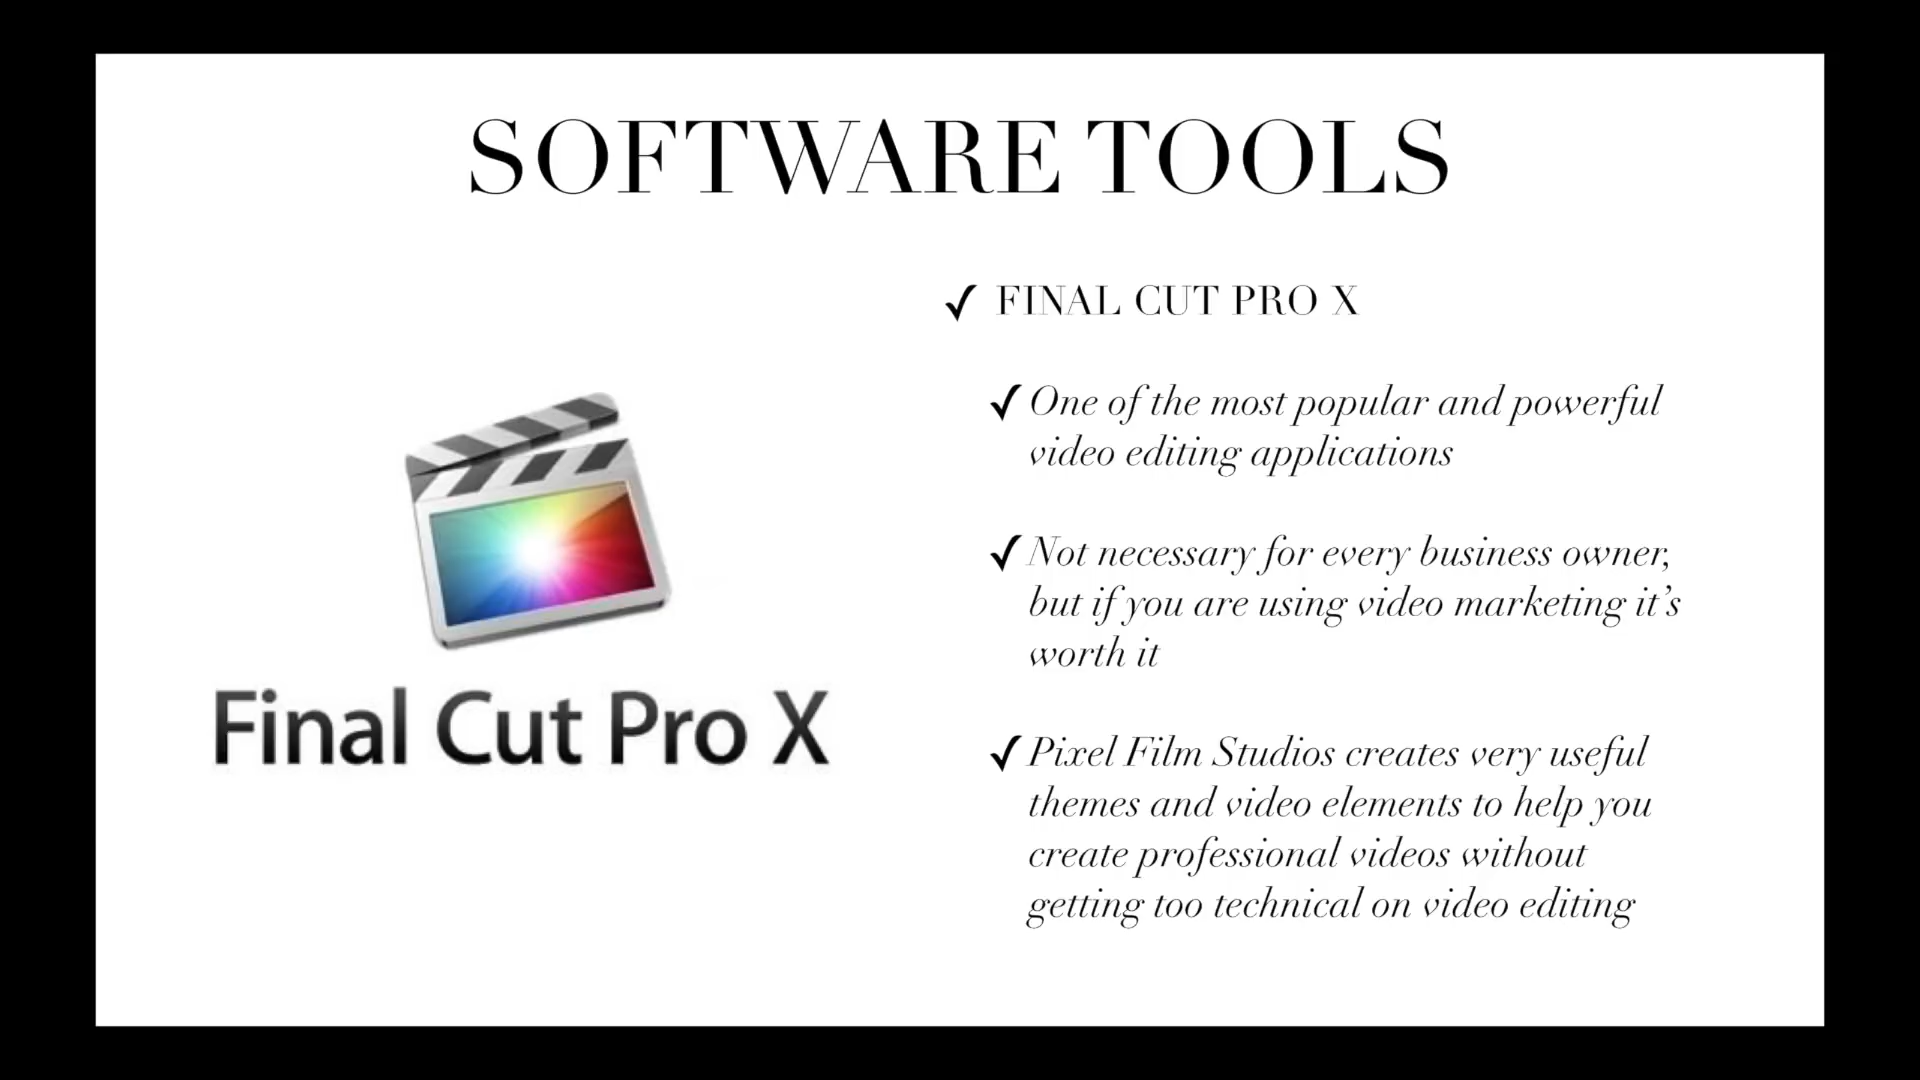 SOFTWARE TOOLS
Final Cut Pro X
✓ FINAL CUT PRO X
✓ One of the most popular and powerful
video editing applications
✓ Not necessary for every business owner,
but if you are using video marketing it’s
worth it
✓ Pixel Film Studios creates very useful
themes and video elements to help you
create professional videos without
getting too technical on video editing